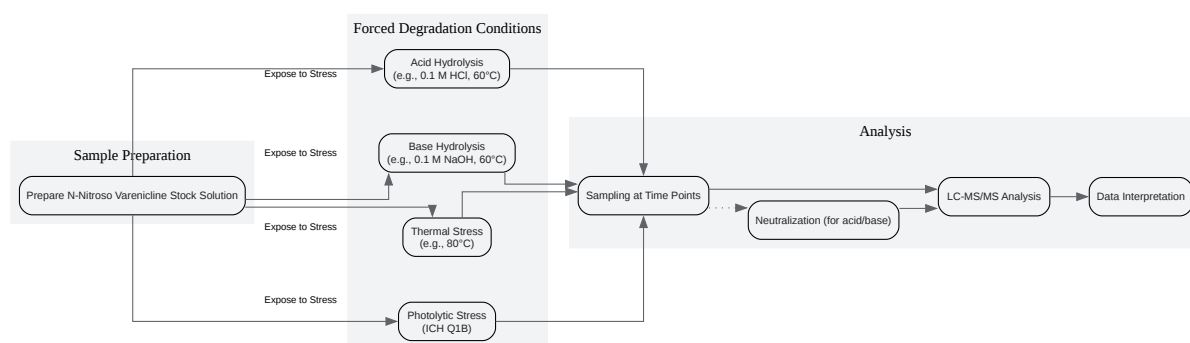 Forced Degradation Conditions
Acid Hydrolysis
(e.g., 0.1 M HCl, 60°C)
Expose to Stress
Analysis
Base Hydrolysis
(e.g., 0.1 M NaOH, 60°C)
Expose to Stress
Sample Preparation
Prepare N-Nitroso Varenicline Stock Solution
Sampling at Time Points
LC-MS/MS Analysis
Data Interpretation
Neutralization (for acid/base)
Expose to Stress
Thermal Stress
(e.g., 80°C)
Expose to Stress
Photolytic Stress
(ICH Q1B)